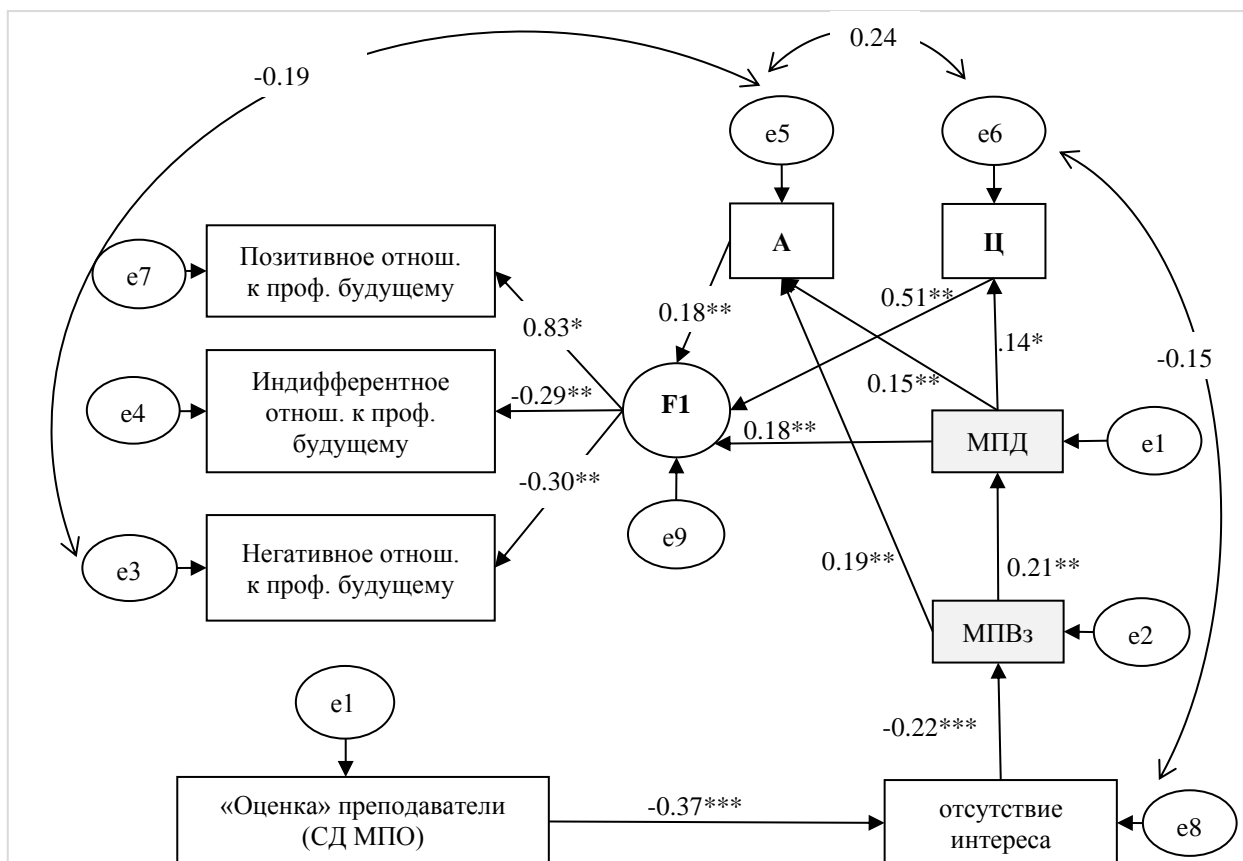 0.24
-0.19
e5
e6
А
Ц
e7
Позитивное отнош.
к проф. будущему
0.51**
0.18**
0.83*
.14*
-0.15
e4
Индифферентное
отнош. к проф.
будущему
-0.29**
F1
0.15**
0.18**
МПД
e1
-0.30**
e3
Негативное отнош.
к проф. будущему
e9
0.19**
0.21**
МПВз
e2
e1
-0.22***
«Оценка» преподаватели
(СД МПО)
-0.37***
отсутствие
интереса
e8